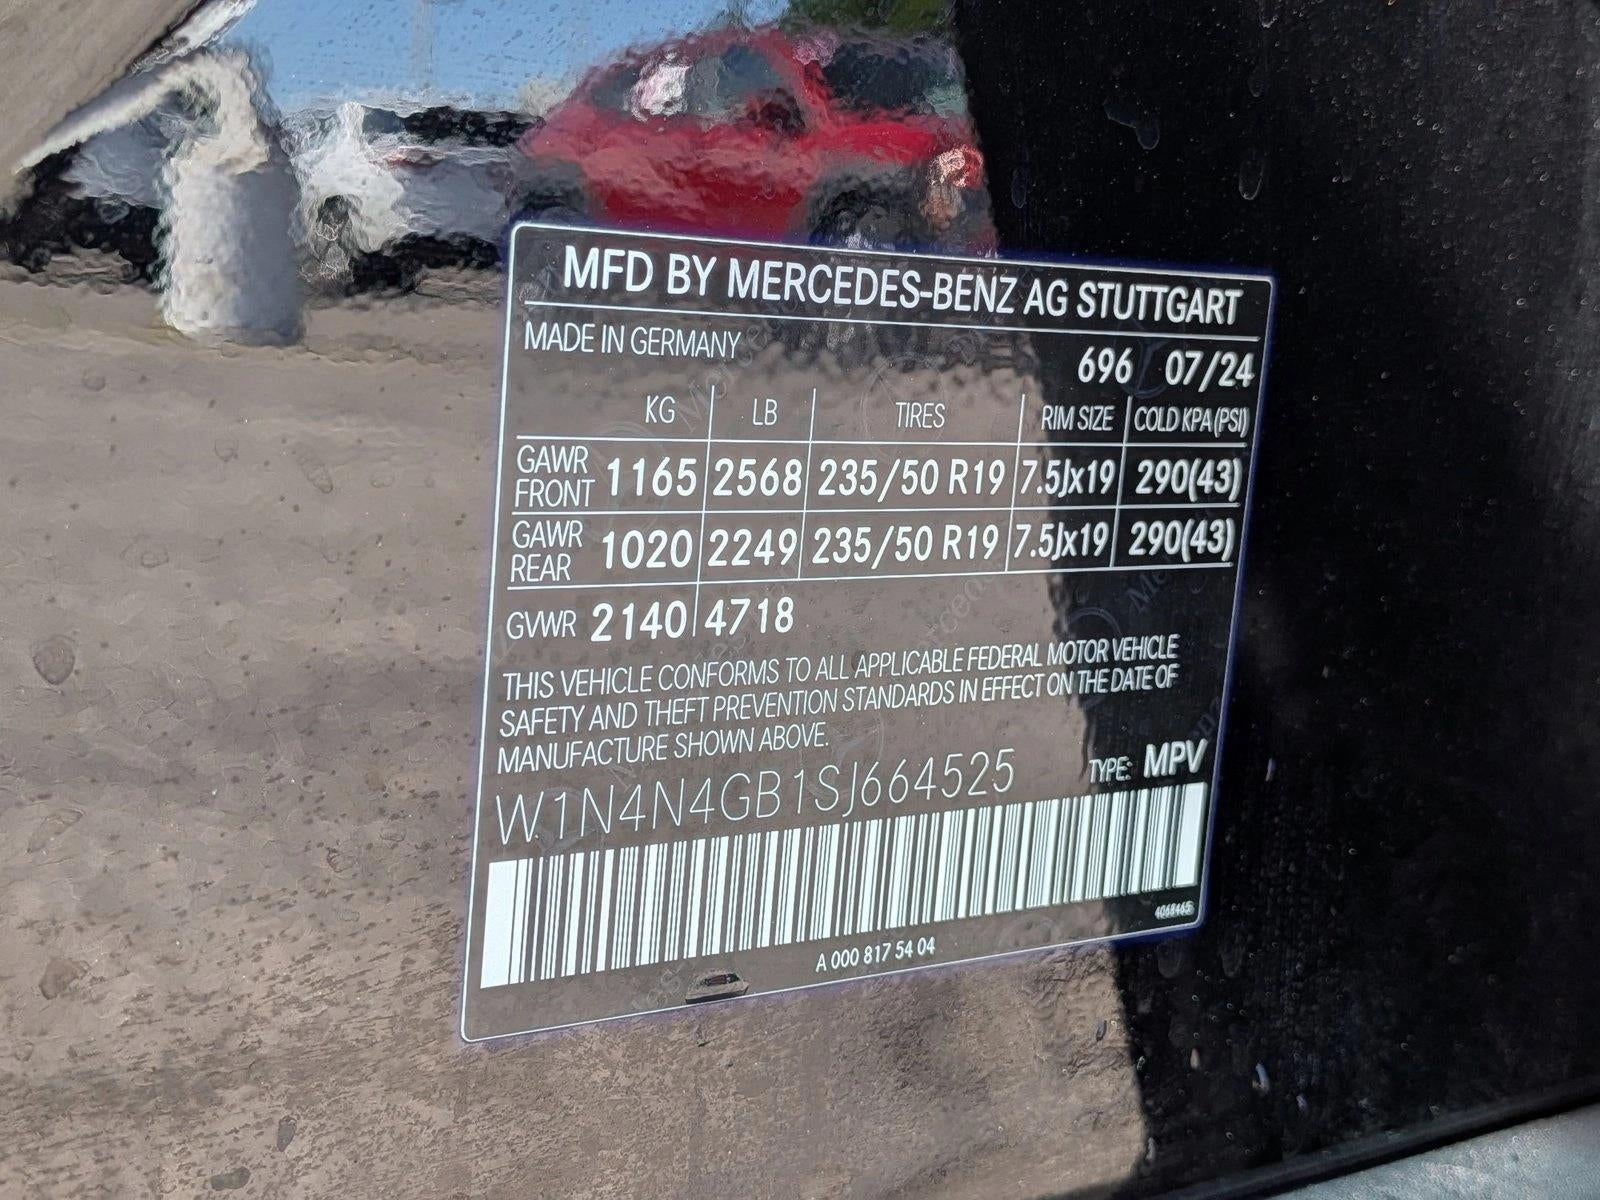 MFD BY MERCEDES-BENZ AG STUTTGART
MADE IN GERMANY
696 07/24
KG LB TIRES RIM SIZE COLD KPA(PSI)
GAWR FRONT 1165 2568 235/50 R19 7.5Jx19 290(43)
GAWR REAR 1020 2249 235/50 R19 7.5Jx19 290(43)
GVWR 2140 4718
THIS VEHICLE CONFORMS TO ALL APPLICABLE FEDERAL MOTOR VEHICLE
SAFETY AND THEFT PREVENTION STANDARDS IN EFFECT ON THE DATE OF
MANUFACTURE SHOWN ABOVE.
W1N4N4GB1SJ664525 TYPE: MPV
4068465
A 000 817 54 04